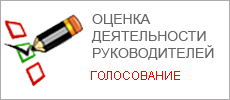 ОЦЕНКА
ДЕЯТЕЛЬНОСТИ
РУКОВОДИТЕЛЕЙ
ГОЛОСОВАНИЕ